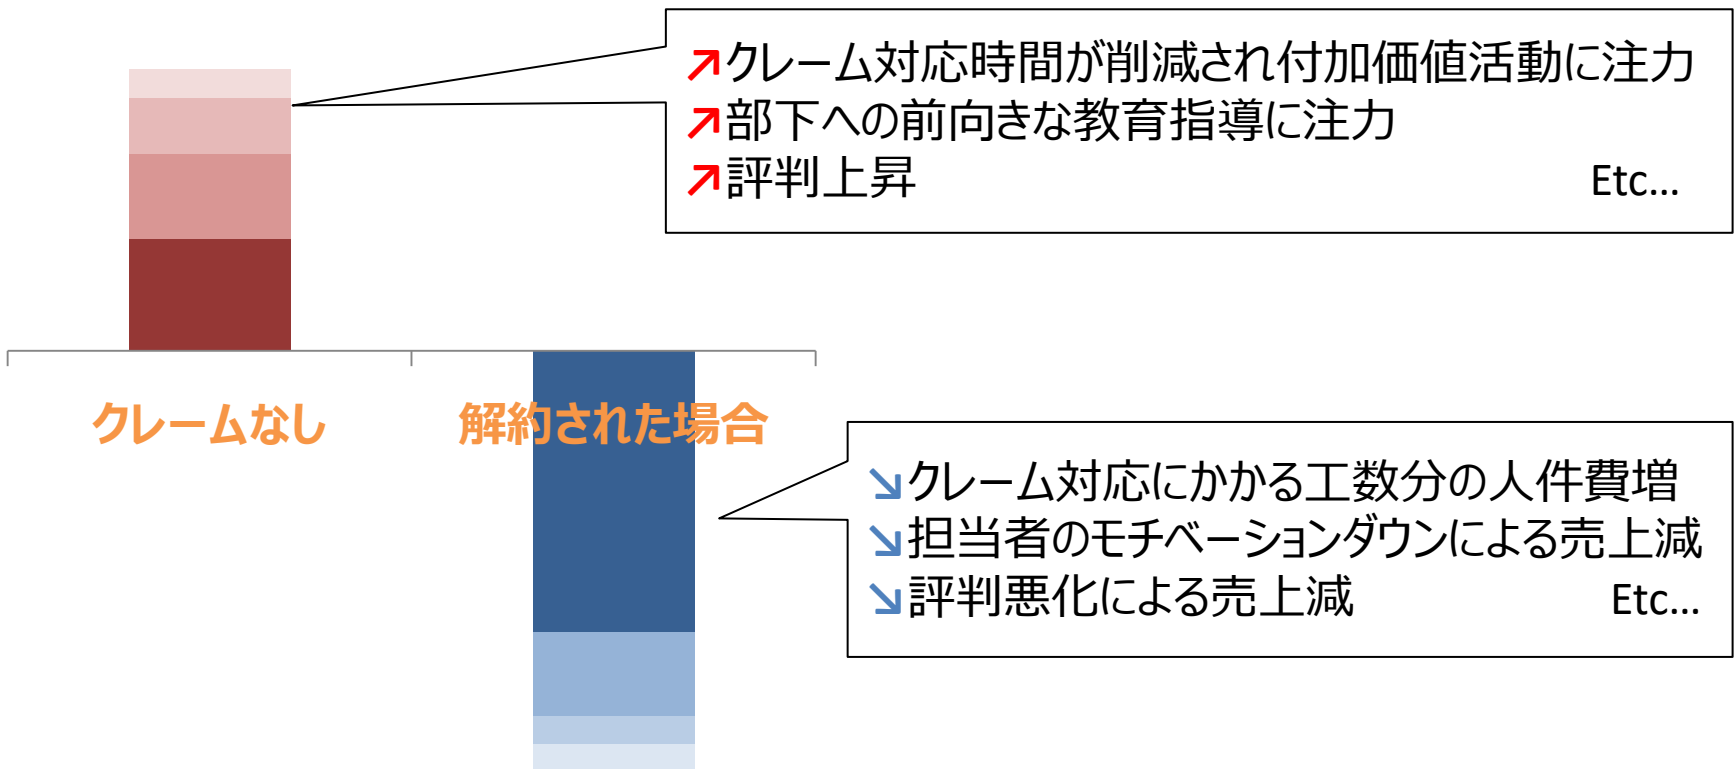 ↗クレーム対応時間が削減され付加価値活動に注力
↗部下への前向きな教育指導に注力
↗評判上昇 Etc…
クレームなし
解約された場合
↘クレーム対応にかかる工数分の人件費増
↘担当者のモチベーションダウンによる売上減
↘評判悪化による売上減 Etc…